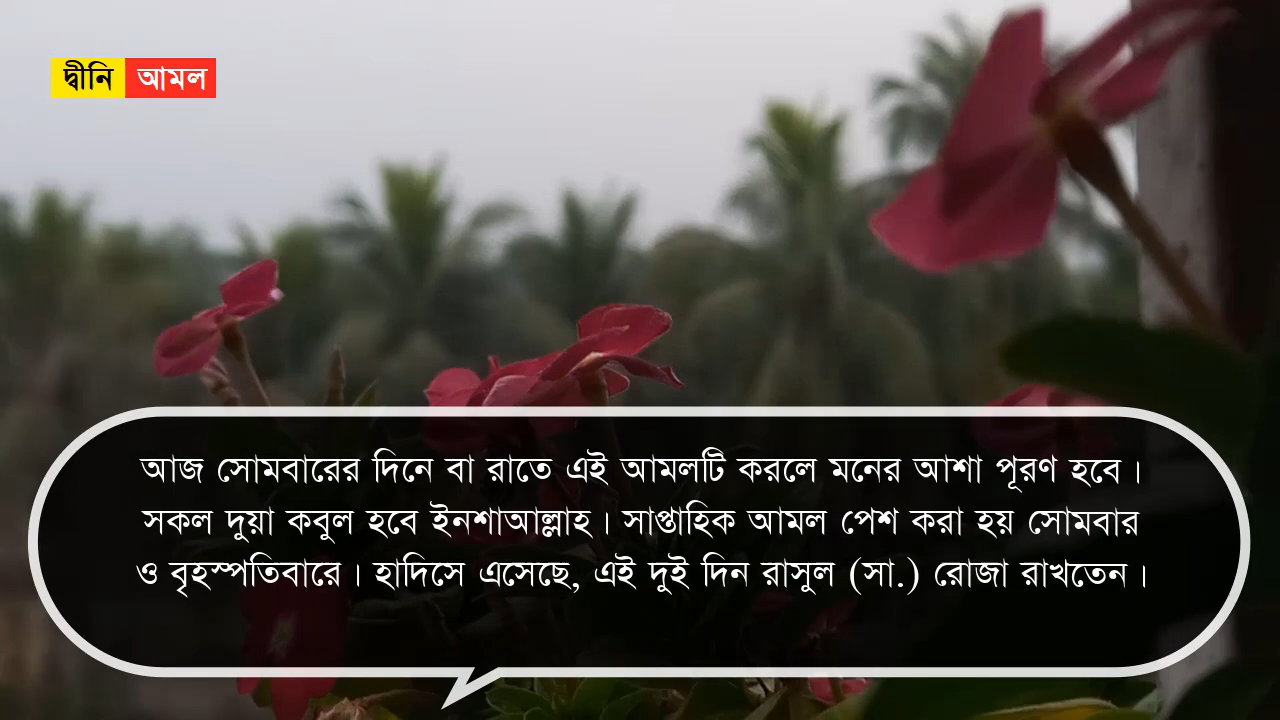 দ্বীনি আমল
আজ সোমবারের দিনে বা রাতে এই আমলটি করলে মনের আশা পূরণ হবে।
সকল দুয়া কবুল হবে ইনশাআল্লাহ। সাপ্তাহিক আমল পেশ করা হয় সোমবার
ও বৃহস্পতিবারে। হাদিসে এসেছে, এই দুই দিন রাসুল (সা.) রোজা রাখতেন।